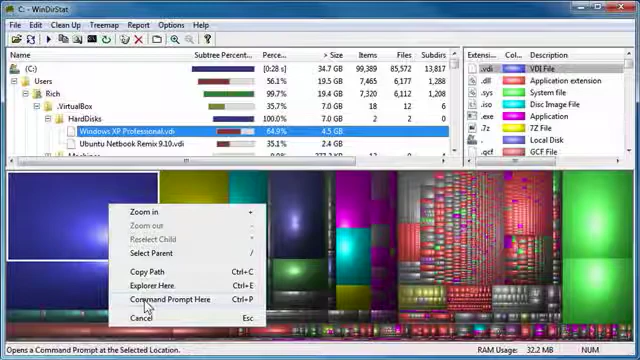 C: - WinDirStat
File Edit Clean Up Treemap Report Options Help
Name Subtree Percent... Perce... > Size Items Files Subdirs
(C:) [0:28 s] 34.7 GB 99,389 85,572 13,817
Users 56.1% 19.5 GB 7,465 6,177 1,288
Rich 99.7% 19.4 GB 7,320 6,112 1,208
.VirtualBox 7.0 GB 18 12 6
HardDisks 100.0% 7.0 GB 2 2 0
Windows XP Professional.vdi 64.9% 4.5 GB
Ubuntu Netbook Remix 9.10.vdi 35.1% 2.4 GB
Extensi... Col... Description
.vdi VDI File
.dll Application extension
.sys System file
.iso Disc Image File
.exe Application
.7z 7Z File
Local Disk
.gcf GCF File
Zoom in +
Zoom out -
Reselect Child
Select Parent /
Copy Path Ctrl+C
Explorer Here Ctrl+E
Command Prompt Here Ctrl+P
Cancel Esc
Opens a Command Prompt at the Selected Location. RAM Usage: 32.2 MB NUM